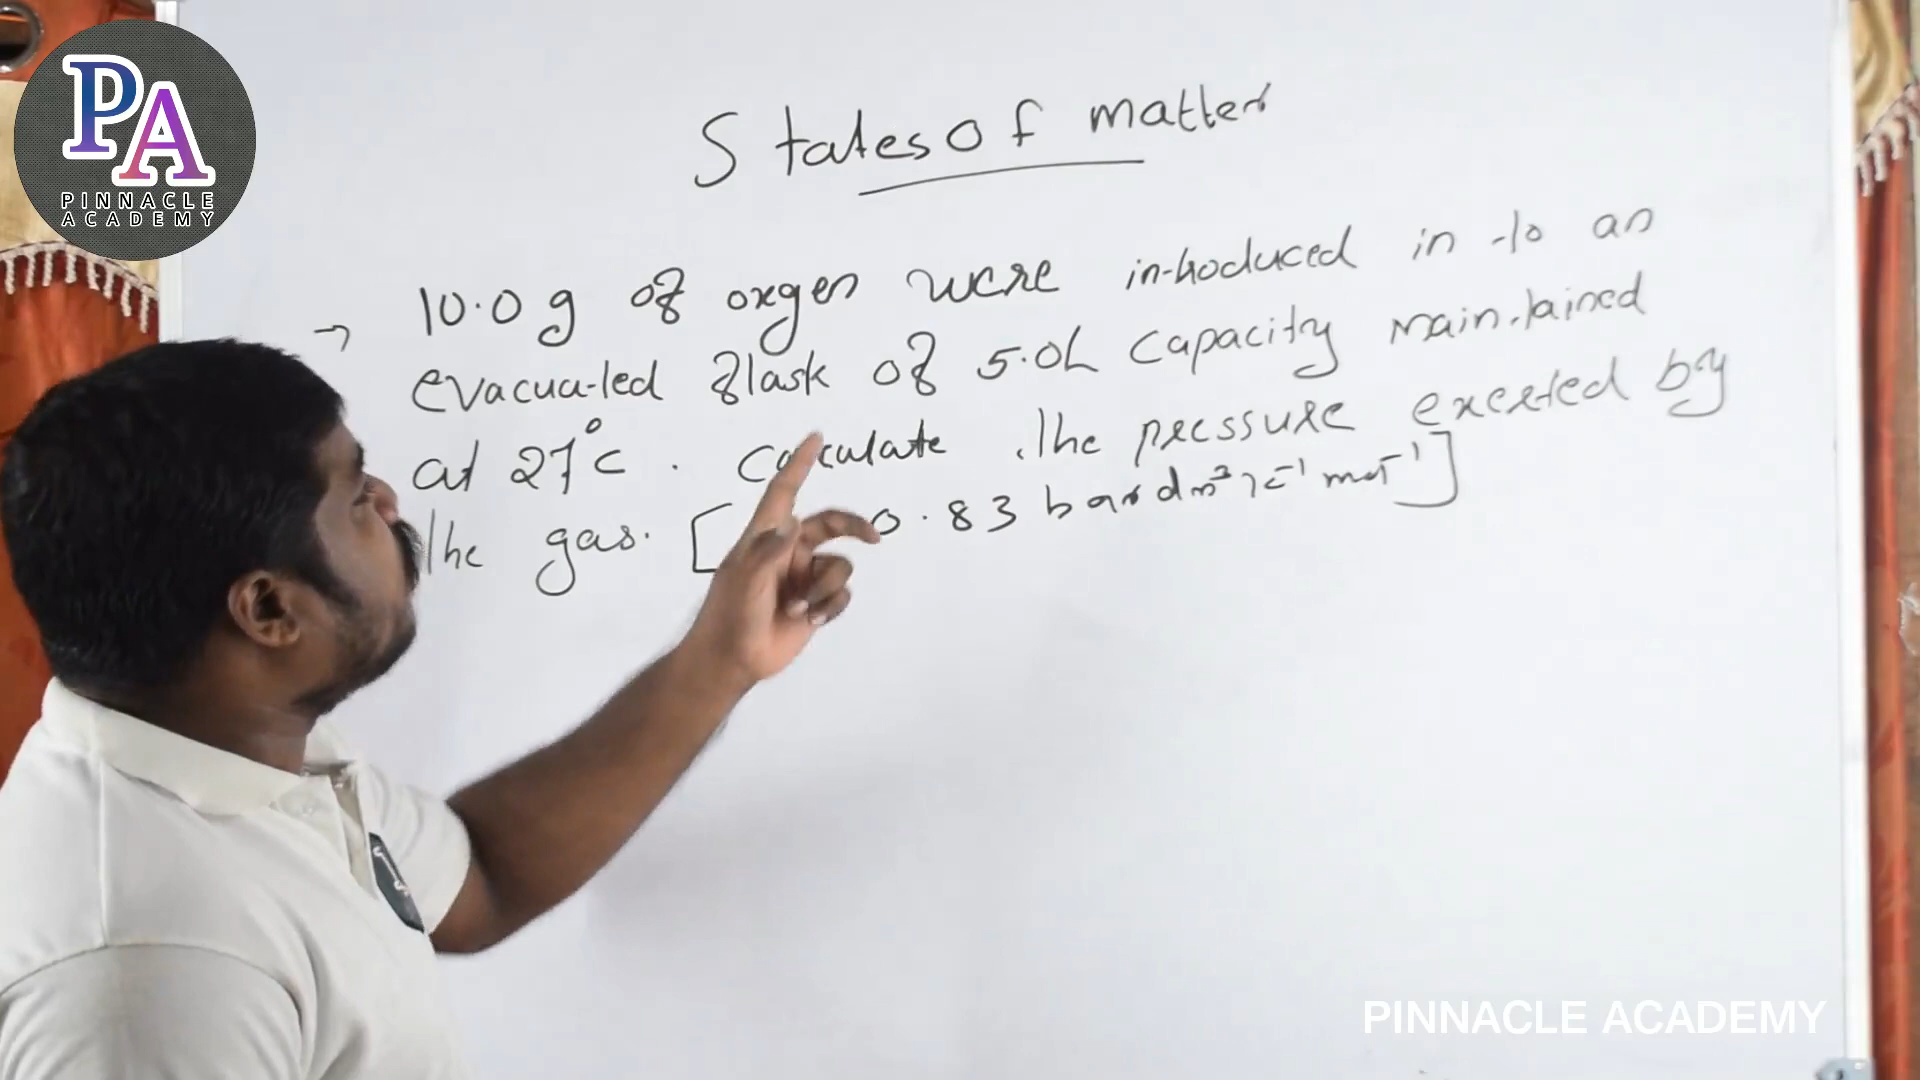 PA
PINNACLE
ACADEMY
States of matter
→ 10.0 g of oxgen were introduced in to an
evacuated flask of 5.0L capacity maintained
at 27°c . calculate the pressure exerted by
the gas. [ 0.83 bar dm³ K⁻¹ mol⁻¹]
PINNACLE ACADEMY